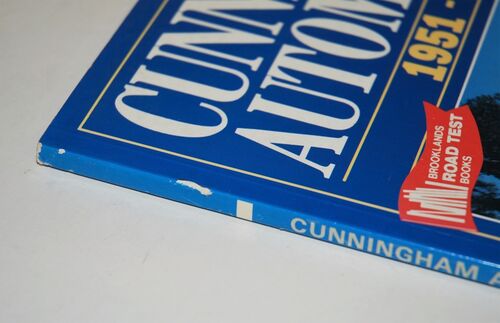 CUNN
AUTOM
1951 -
BROOKLANDS
ROAD TEST
BOOKS
CUNNINGHAM A